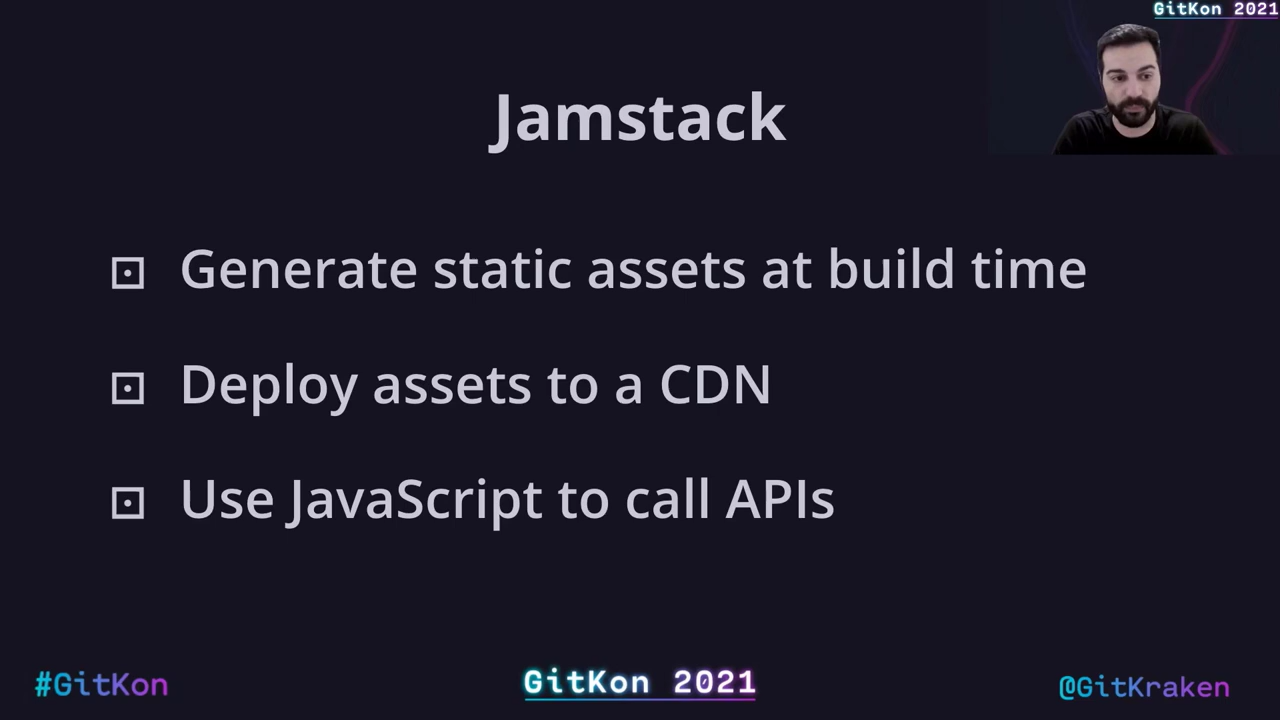 GitKon 2021
Jamstack
Generate static assets at build time
Deploy assets to a CDN
Use JavaScript to call APIs
#GitKon
GitKon 2021
@GitKraken